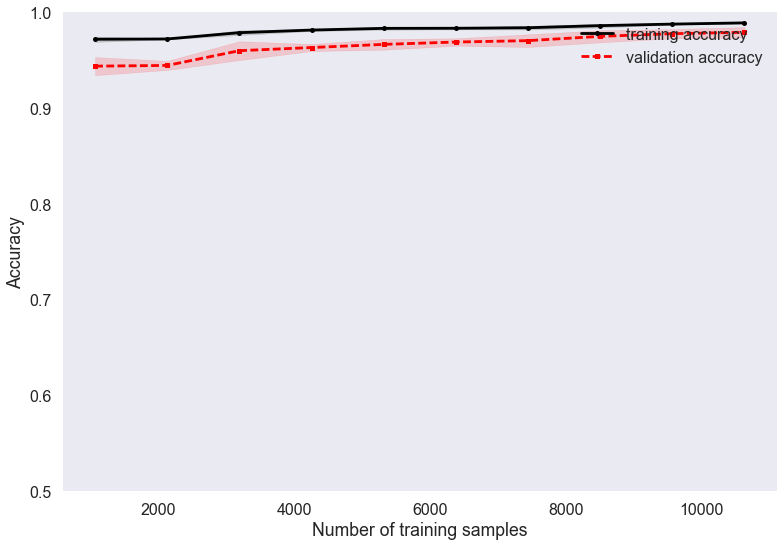 1.0
training accuracy
validation accuracy
0.9
0.8
0.7
0.6
0.5
Accuracy
2000 4000 6000 8000 10000
Number of training samples